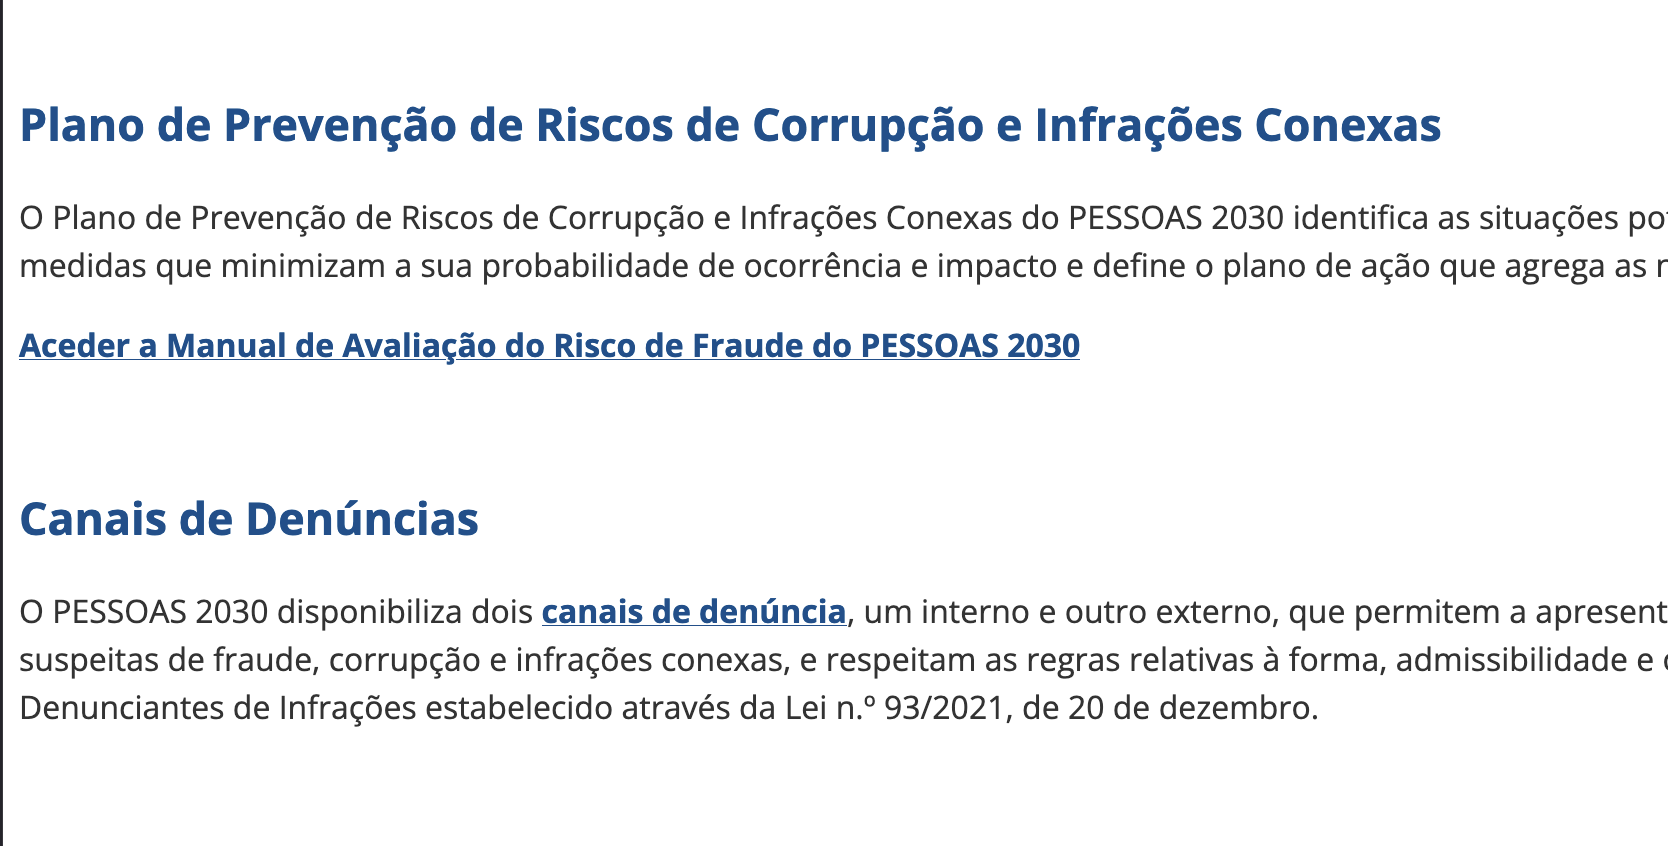 Plano de Prevenção de Riscos de Corrupção e Infrações Conexas
O Plano de Prevenção de Riscos de Corrupção e Infrações Conexas do PESSOAS 2030 identifica as situações
medidas que minimizam a sua probabilidade de ocorrência e impacto e define o plano de ação que agrega as
Aceder a Manual de Avaliação do Risco de Fraude do PESSOAS 2030
Canais de Denúncias
O PESSOAS 2030 disponibiliza dois canais de denúncia, um interno e outro externo, que permitem a
suspeitas de fraude, corrupção e infrações conexas, e respeitam as regras relativas à forma, admissibilidade e
Denunciantes de Infrações estabelecido através da Lei n.º 93/2021, de 20 de dezembro.